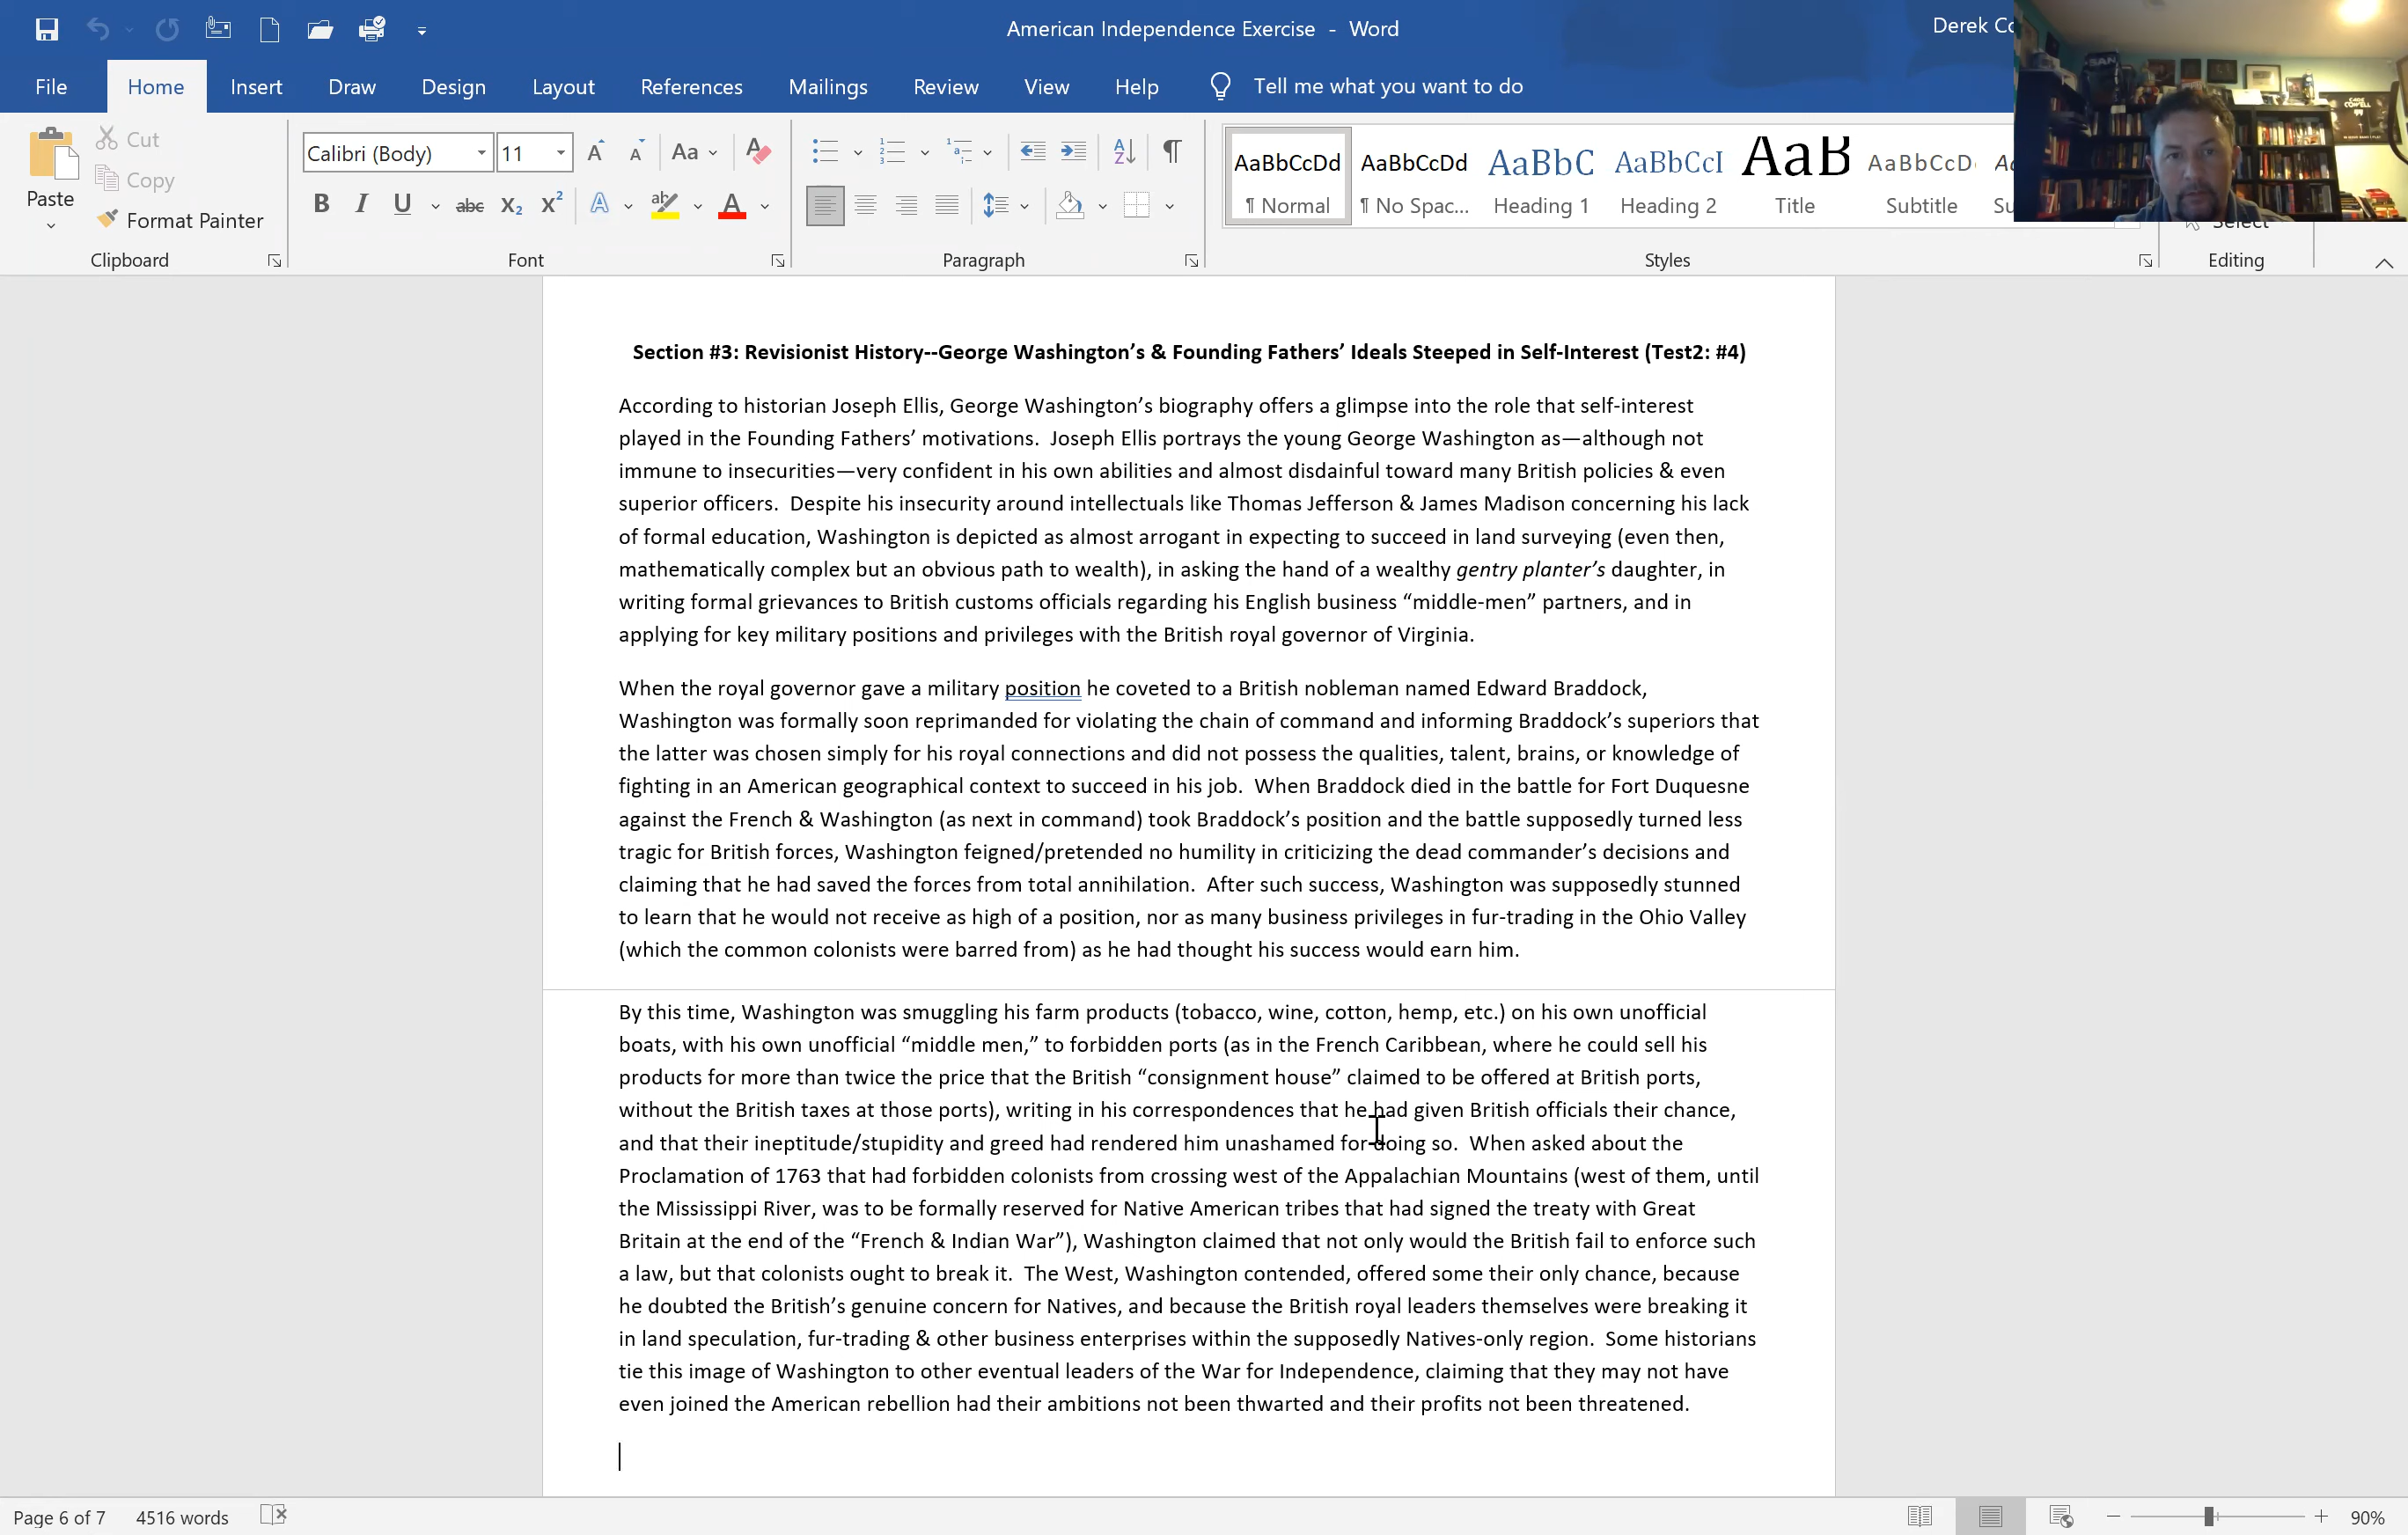 American Independence Exercise - Word
Derek Co
File Home Insert Draw Design Layout References Mailings Review View Help Tell me what you want to do
Paste
Cut
Copy
Format Painter
Clipboard
Calibri (Body) 11
Font
Paragraph
AaBbCcDd AaBbCcDd AaBbC AaBbCcI AaB AaBbCcD
¶ Normal ¶ No Spac... Heading 1 Heading 2 Title Subtitle Su
Styles
Select
Editing
Section #3: Revisionist History--George Washington’s & Founding Fathers’ Ideals Steeped in Self-Interest (Test2: #4)
According to historian Joseph Ellis, George Washington’s biography offers a glimpse into the role that self-interest
played in the Founding Fathers’ motivations. Joseph Ellis portrays the young George Washington as—although not
immune to insecurities—very confident in his own abilities and almost disdainful toward many British policies & even
superior officers. Despite his insecurity around intellectuals like Thomas Jefferson & James Madison concerning his lack
of formal education, Washington is depicted as almost arrogant in expecting to succeed in land surveying (even then,
mathematically complex but an obvious path to wealth), in asking the hand of a wealthy gentry planter’s daughter, in
writing formal grievances to British customs officials regarding his English business “middle-men” partners, and in
applying for key military positions and privileges with the British royal governor of Virginia.
When the royal governor gave a military position he coveted to a British nobleman named Edward Braddock,
Washington was formally soon reprimanded for violating the chain of command and informing Braddock’s superiors that
the latter was chosen simply for his royal connections and did not possess the qualities, talent, brains, or knowledge of
fighting in an American geographical context to succeed in his job. When Braddock died in the battle for Fort Duquesne
against the French & Washington (as next in command) took Braddock’s position and the battle supposedly turned less
tragic for British forces, Washington feigned/pretended no humility in criticizing the dead commander’s decisions and
claiming that he had saved the forces from total annihilation. After such success, Washington was supposedly stunned
to learn that he would not receive as high of a position, nor as many business privileges in fur-trading in the Ohio Valley
(which the common colonists were barred from) as he had thought his success would earn him.
By this time, Washington was smuggling his farm products (tobacco, wine, cotton, hemp, etc.) on his own unofficial
boats, with his own unofficial “middle men,” to forbidden ports (as in the French Caribbean, where he could sell his
products for more than twice the price that the British “consignment house” claimed to be offered at British ports,
without the British taxes at those ports), writing in his correspondences that he had given British officials their chance,
and that their ineptitude/stupidity and greed had rendered him unashamed for doing so. When asked about the
Proclamation of 1763 that had forbidden colonists from crossing west of the Appalachian Mountains (west of them, until
the Mississippi River, was to be formally reserved for Native American tribes that had signed the treaty with Great
Britain at the end of the “French & Indian War”), Washington claimed that not only would the British fail to enforce such
a law, but that colonists ought to break it. The West, Washington contended, offered some their only chance, because
he doubted the British’s genuine concern for Natives, and because the British royal leaders themselves were breaking it
in land speculation, fur-trading & other business enterprises within the supposedly Natives-only region. Some historians
tie this image of Washington to other eventual leaders of the War for Independence, claiming that they may not have
even joined the American rebellion had their ambitions not been thwarted and their profits not been threatened.
Page 6 of 7 4516 words 90%